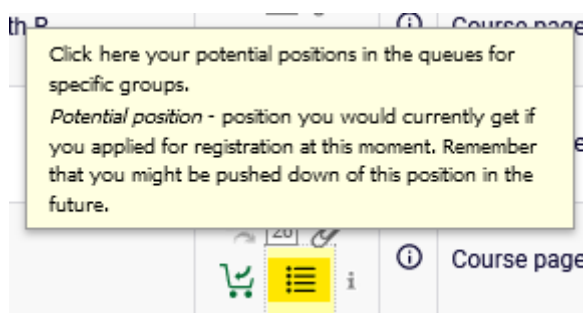 th R
Course page
Click here your potential positions in the queues for
specific groups.
Potential position - position you would currently get if
you applied for registration at this moment. Remember
that you might be pushed down of this position in the
future.
Course page